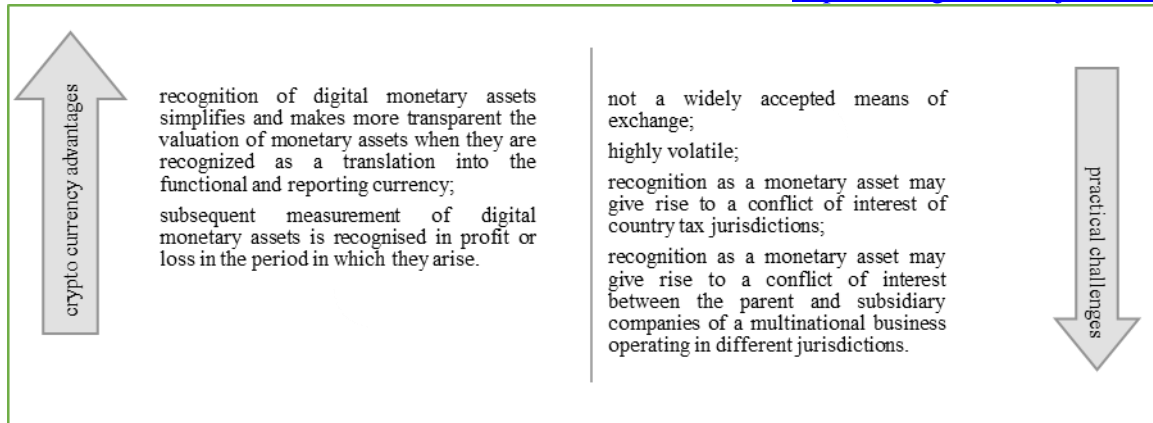 crypto currency advantages
recognition of digital monetary assets
simplifies and makes more transparent the
valuation of monetary assets when they are
recognized as a translation into the
functional and reporting currency;
subsequent measurement of digital
monetary assets is recognised in profit or
loss in the period in which they arise.
not a widely accepted means of
exchange;
highly volatile;
recognition as a monetary asset may
give rise to a conflict of interest of
country tax jurisdictions;
recognition as a monetary asset may
give rise to a conflict of interest
between the parent and subsidiary
companies of a multinational business
operating in different jurisdictions.
practical challenges